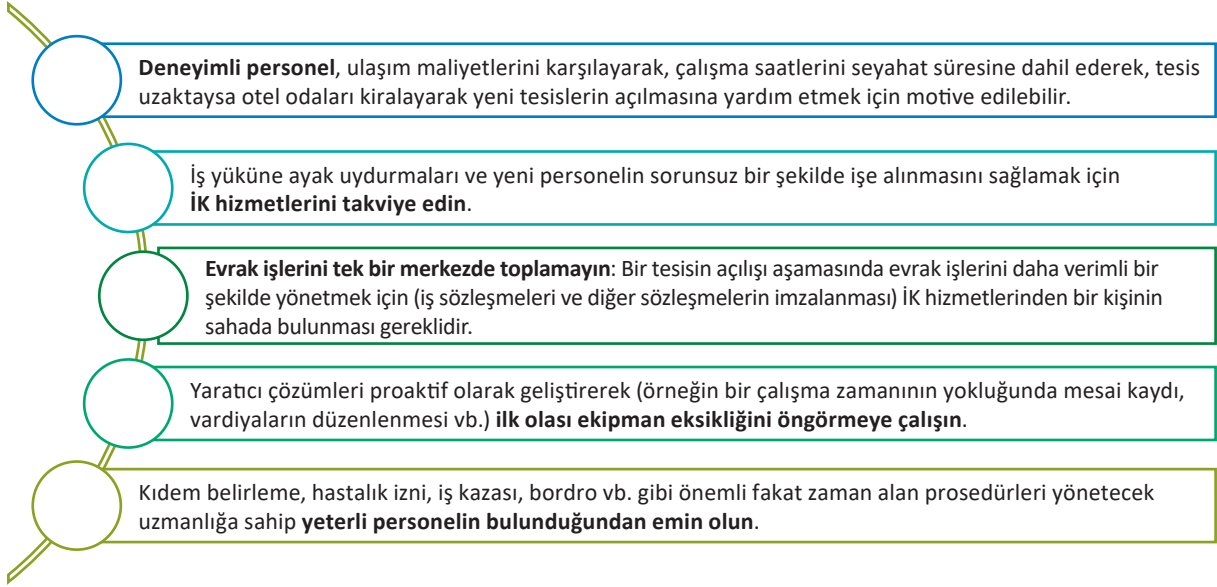 Deneyimli personel, ulaşım maliyetlerini karşılayarak, çalışma saatlerini seyahat süresine dahil ederek, tesis
uzaktaysa otel odaları kiralayarak yeni tesislerin açılmasına yardım etmek için motive edilebilir.
İş yüküne ayak uydurmaları ve yeni personelin sorunsuz bir şekilde işe alınmasını sağlamak için
İK hizmetlerini takviye edin.
Evrak işlerini tek bir merkezde toplamayın: Bir tesisin açılışı aşamasında evrak işlerini daha verimli bir
şekilde yönetmek için (iş sözleşmeleri ve diğer sözleşmelerin imzalanması) İK hizmetlerinden bir kişinin
sahada bulunması gereklidir.
Yaratıcı çözümleri proaktif olarak geliştirerek (örneğin bir çalışma zamanının yokluğunda mesai kaydı,
vardiyaların düzenlenmesi vb.) ilk olası ekipman eksikliğini öngörmeye çalışın.
Kıdem belirleme, hastalık izni, iş kazası, bordro vb. gibi önemli fakat zaman alan prosedürleri yönetecek
uzmanlığa sahip yeterli personelin bulunduğundan emin olun.